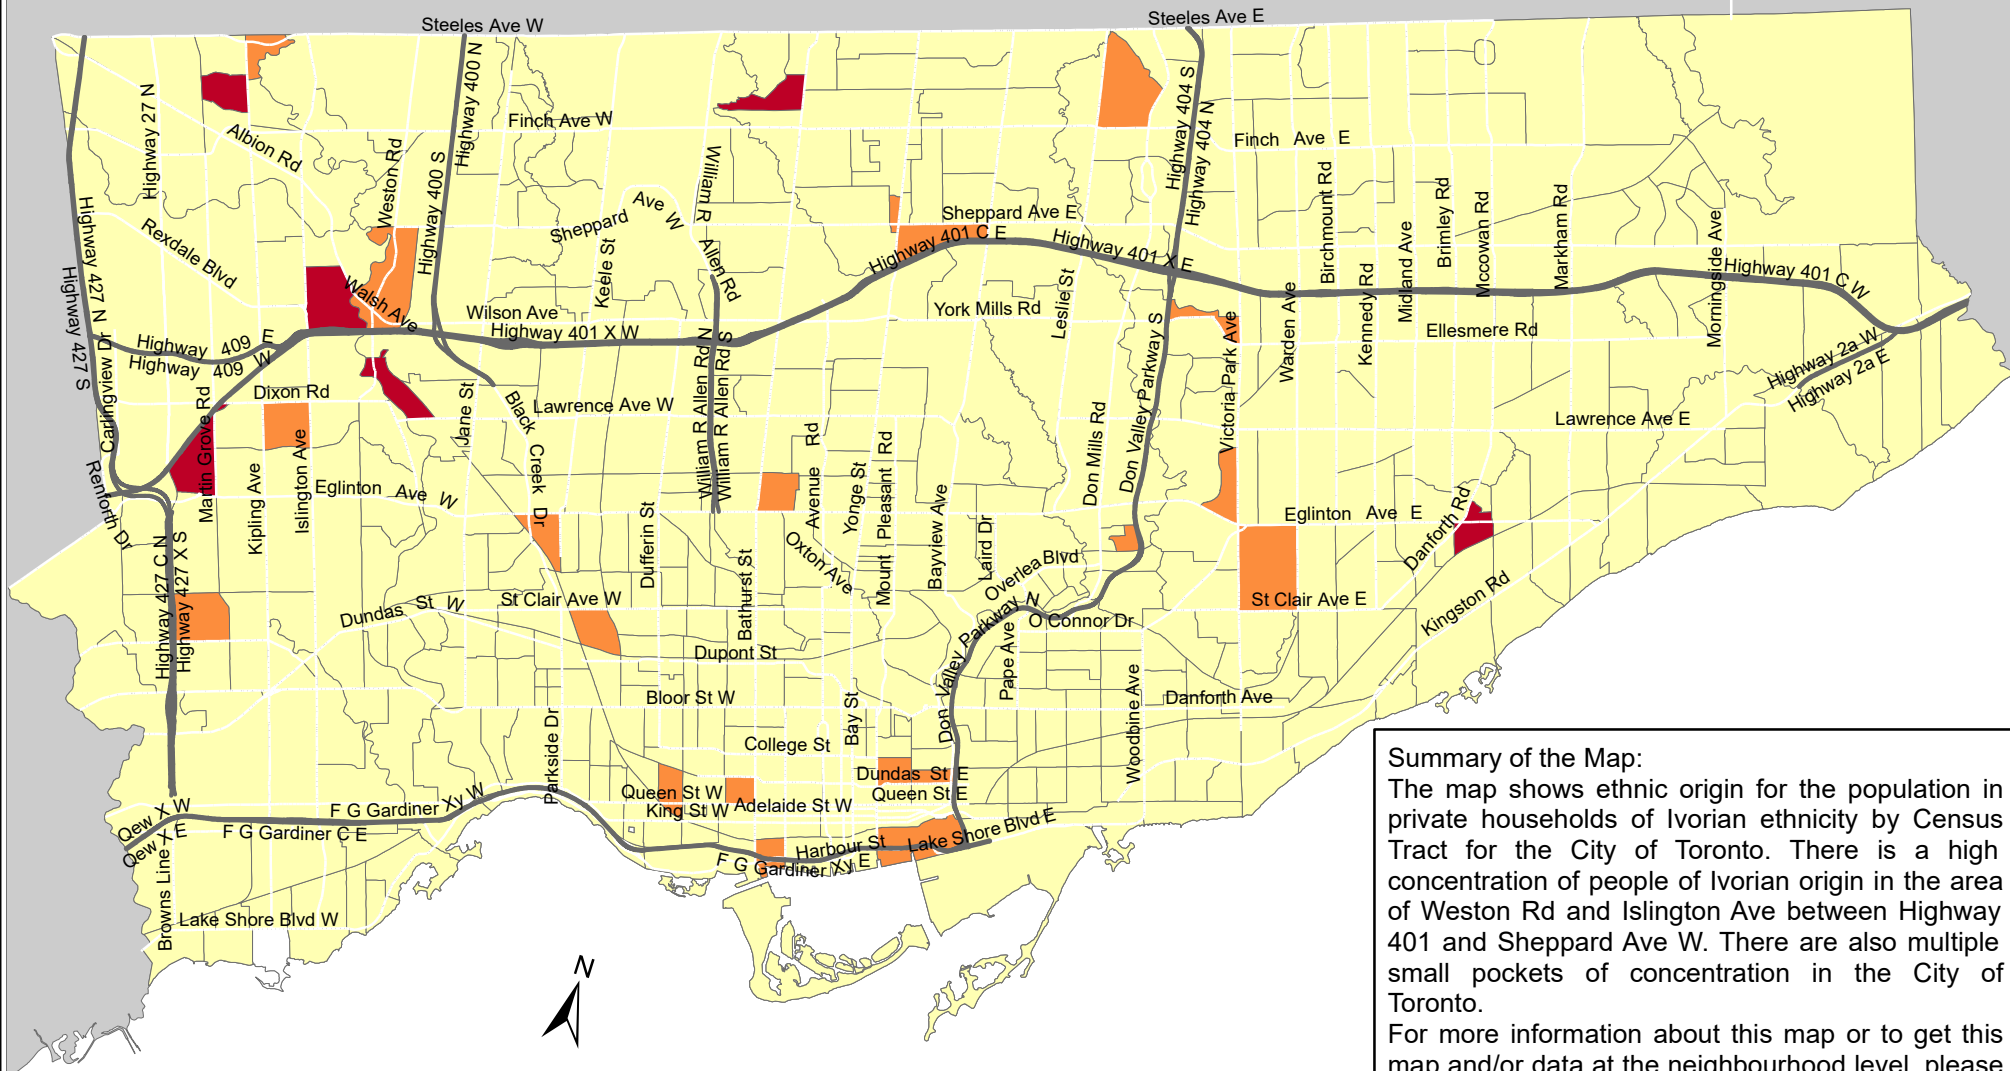 Steeles Ave W
Steeles Ave E
Highway 27 N
Albion Rd
Weston Rd
Highway 400 N
Highway 400 S
Finch Ave W
William R Allen Rd
Highway 404 S
Highway 404 N
Finch Ave E
Rexdale Blvd
Sheppard Ave W
Keele St
Sheppard Ave E
Highway 401 C E
Highway 401 X E
Leslie St
Birchmount Rd
Midland Ave
Brimley Rd
Mccowan Rd
Markham Rd
Morningside Ave
Highway 401 C W
Highway 427 N
Highway 427 S
Carlingview Dr
Walsh Ave
Wilson Ave
Highway 401 X W
York Mills Rd
Warden Ave
Kennedy Rd
Ellesmere Rd
Highway 409 E
Highway 409 W
Highway 2a W
Highway 2a E
Dixon Rd
Martin Grove Rd
Jane St
Black Creek Dr
Lawrence Ave W
William R Allen Rd N
William R Allen Rd S
Don Valley Parkway S
Victoria Park Ave
Lawrence Ave E
Renforth Dr
Kipling Ave
Islington Ave
Eglinton Ave W
Dufferin St
Avenue Rd
Yonge St
Mount Pleasant Rd
Bayview Ave
Laird Dr
Don Mills Rd
Eglinton Ave E
Danforth Rd
Oxton Ave
Overlea Blvd
Highway 427 C N
Highway 427 X S
Dundas St W
St Clair Ave W
Bathurst St
Don Valley Parkway N
O Connor Dr
St Clair Ave E
Kingston Rd
Dupont St
Pape Ave
Bloor St W
Danforth Ave
Woodbine Ave
Parkside Dr
College St
Bay St
Dundas St E
Queen St W
Queen St E
King St W
Adelaide St W
Qew X W
Qew X E
F G Gardiner Xy W
F G Gardiner C E
Harbour St
Lake Shore Blvd E
F G Gardiner Xy E
Browns Line
Lake Shore Blvd W
N
Summary of the Map:
The map shows ethnic origin for the population in
private households of Ivorian ethnicity by Census
Tract for the City of Toronto. There is a high
concentration of people of Ivorian origin in the area
of Weston Rd and Islington Ave between Highway
401 and Sheppard Ave W. There are also multiple
small pockets of concentration in the City of
Toronto.
For more information about this map or to get this
map and/or data at the neighbourhood level, please